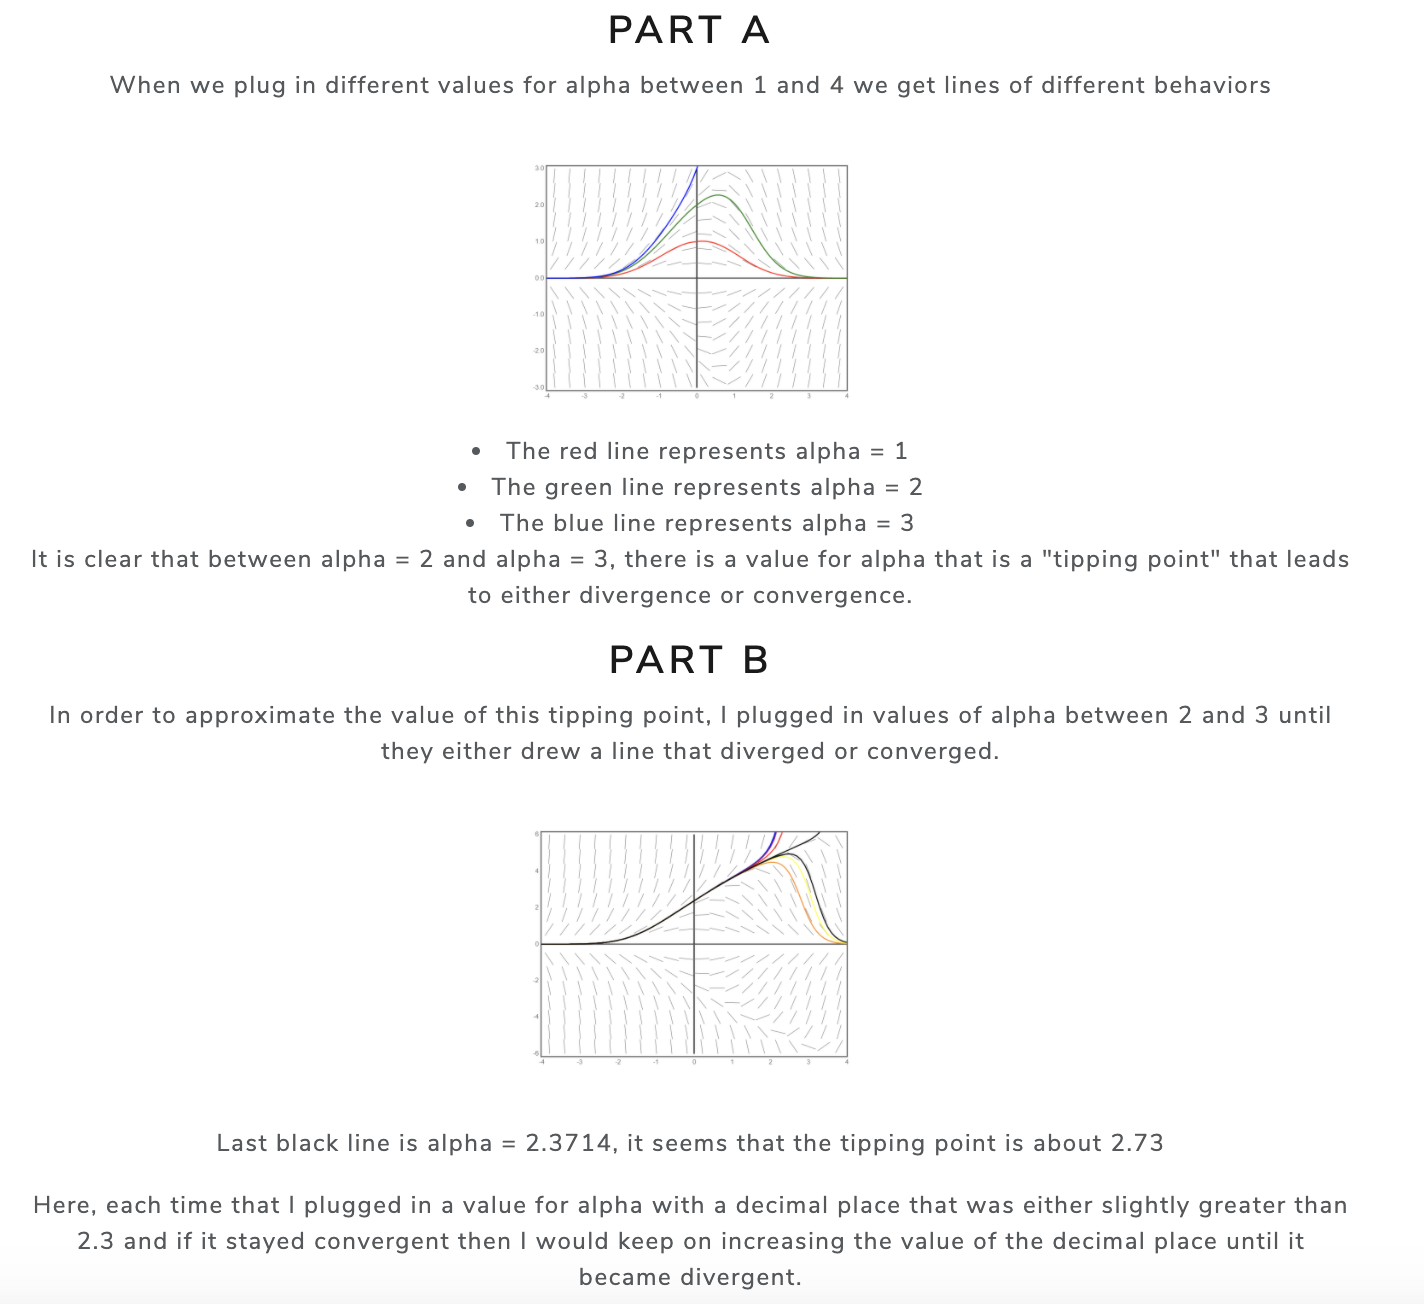 PART A
When we plug in different values for alpha between 1 and 4 we get lines of different behaviors
3.0
2.0
1.0
0.0
-1.0
-2.0
-3.0
-4 -3 -2 -1 0 1 2 3 4
• The red line represents alpha = 1
• The green line represents alpha = 2
• The blue line represents alpha = 3
It is clear that between alpha = 2 and alpha = 3, there is a value for alpha that is a "tipping point" that leads
to either divergence or convergence.
PART B
In order to approximate the value of this tipping point, I plugged in values of alpha between 2 and 3 until
they either drew a line that diverged or converged.
6
4
2
0
-2
-4
-6
-4 -3 -2 -1 0 1 2 3 4
Last black line is alpha = 2.3714, it seems that the tipping point is about 2.73
Here, each time that I plugged in a value for alpha with a decimal place that was either slightly greater than
2.3 and if it stayed convergent then I would keep on increasing the value of the decimal place until it
became divergent.